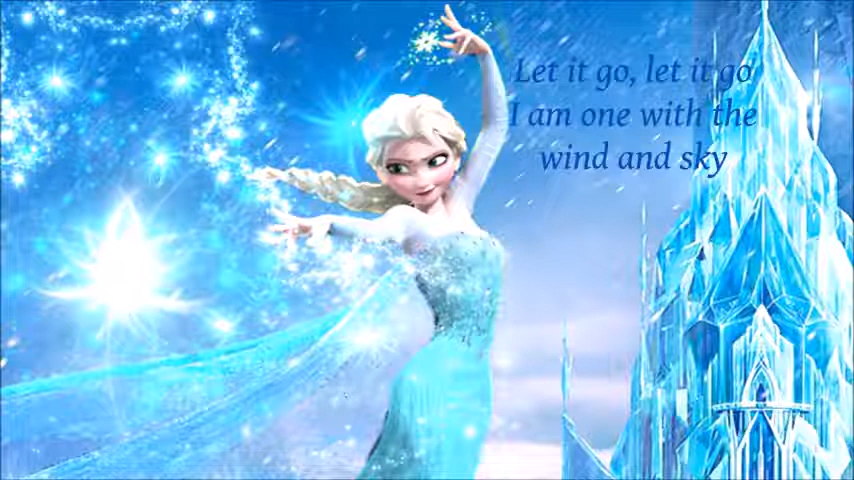 Let it go, let it go
I am one with the
wind and sky